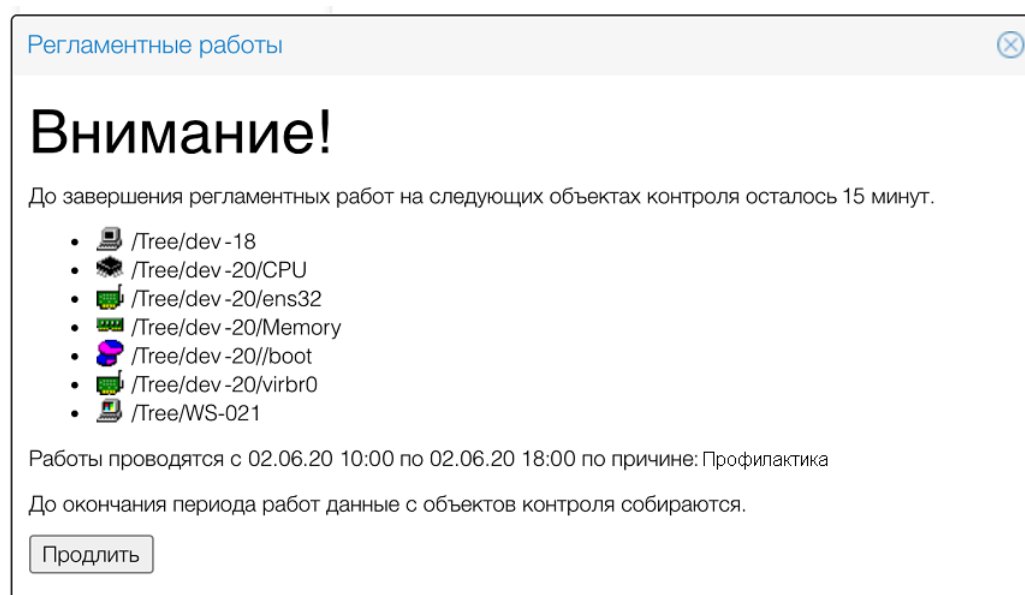 Регламентные работы
Внимание!
До завершения регламентных работ на следующих объектах контроля осталось 15 минут.
/Tree/dev-18
/Tree/dev-20/CPU
/Tree/dev-20/ens32
/Tree/dev-20/Memory
/Tree/dev-20//boot
/Tree/dev-20/virbr0
/Tree/WS-021
Работы проводятся с 02.06.20 10:00 по 02.06.20 18:00 по причине: Профилактика
До окончания периода работ данные с объектов контроля собираются.
Продлить